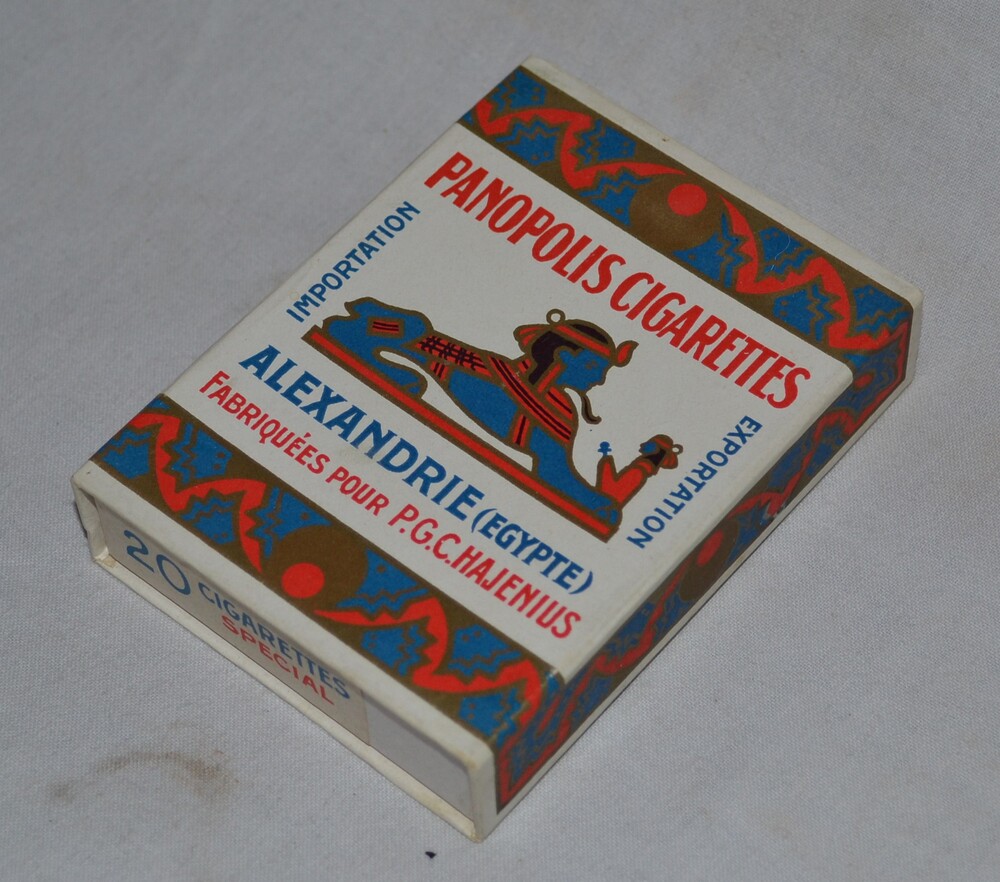 PANOPOLIS CIGARETTES
IMPORTATION
EXPORTATION
ALEXANDRIE (EGYPTE)
FABRIQUÉES POUR P.G.C.HAJENIUS
20 CIGARETTES
SPECIAL